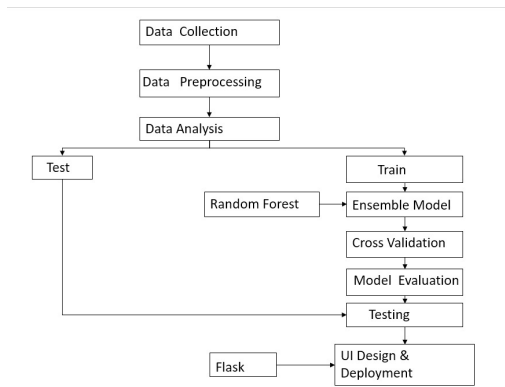 Data Collection
Data Preprocessing
Data Analysis
Test
Train
Random Forest
Ensemble Model
Cross Validation
Model Evaluation
Testing
Flask
UI Design &
Deployment